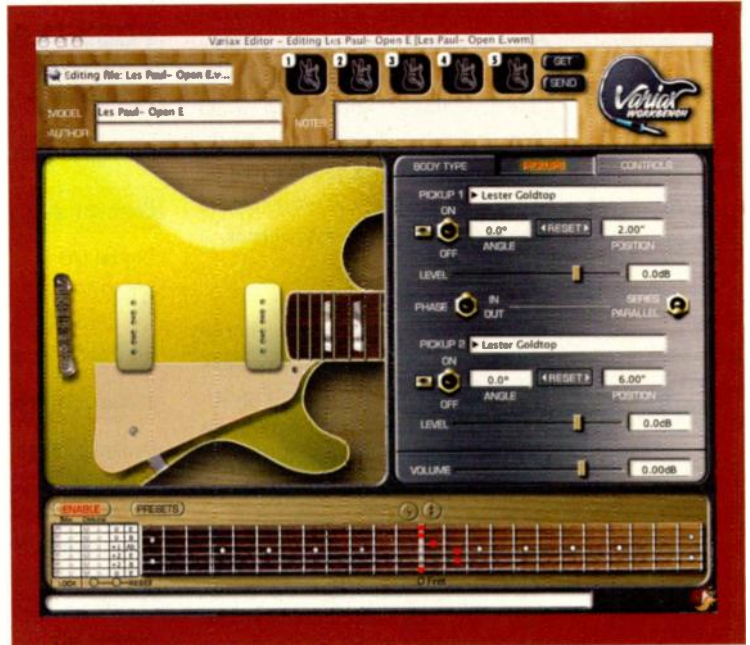 Variax Editor - Editing Les Paul- Open E [Les Paul- Open E.vwm]
Editing file: Les Paul- Open E.v...
1 2 3 4 5
GET
SEND
MODEL Les Paul- Open E
AUTHOR
NOTES
Variax
WORKBENCH
BODY TYPE PICKUPS CONTROLS
PICKUP 1 Lester Goldtop
ON
0.0° RESET 2.00"
OFF ANGLE POSITION
LEVEL 0.0dB
PHASE IN SERIES
OUT PARALLEL
PICKUP 2 Lester Goldtop
ON
0.0° RESET 6.00"
OFF ANGLE POSITION
LEVEL 0.0dB
VOLUME 0.00dB
ENABLE PRESETS
0 Fret
LOCK RESET